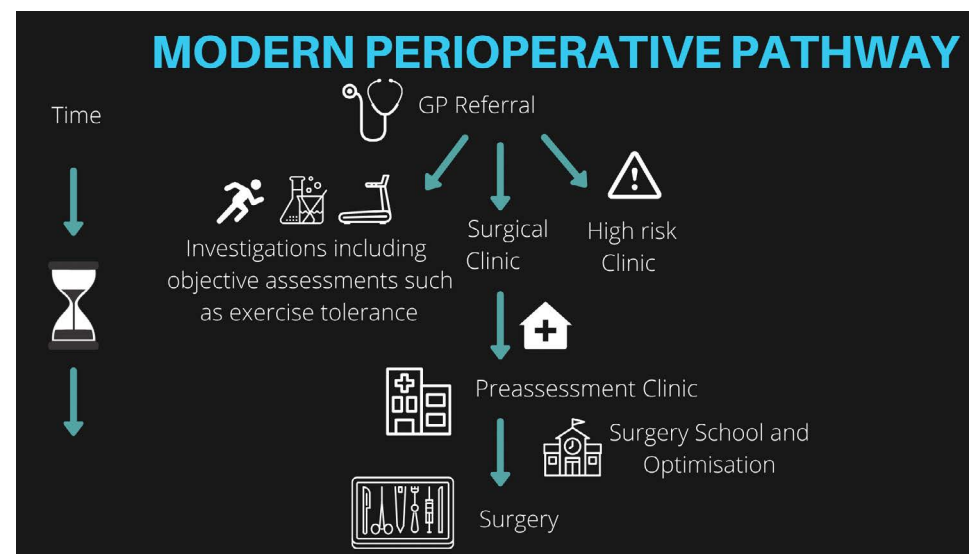 MODERN PERIOPERATIVE PATHWAY
Time
GP Referral
Investigations including
objective assessments such
as exercise tolerance
Surgical
Clinic
High risk
Clinic
Preassessment Clinic
Surgery School and
Optimisation
Surgery